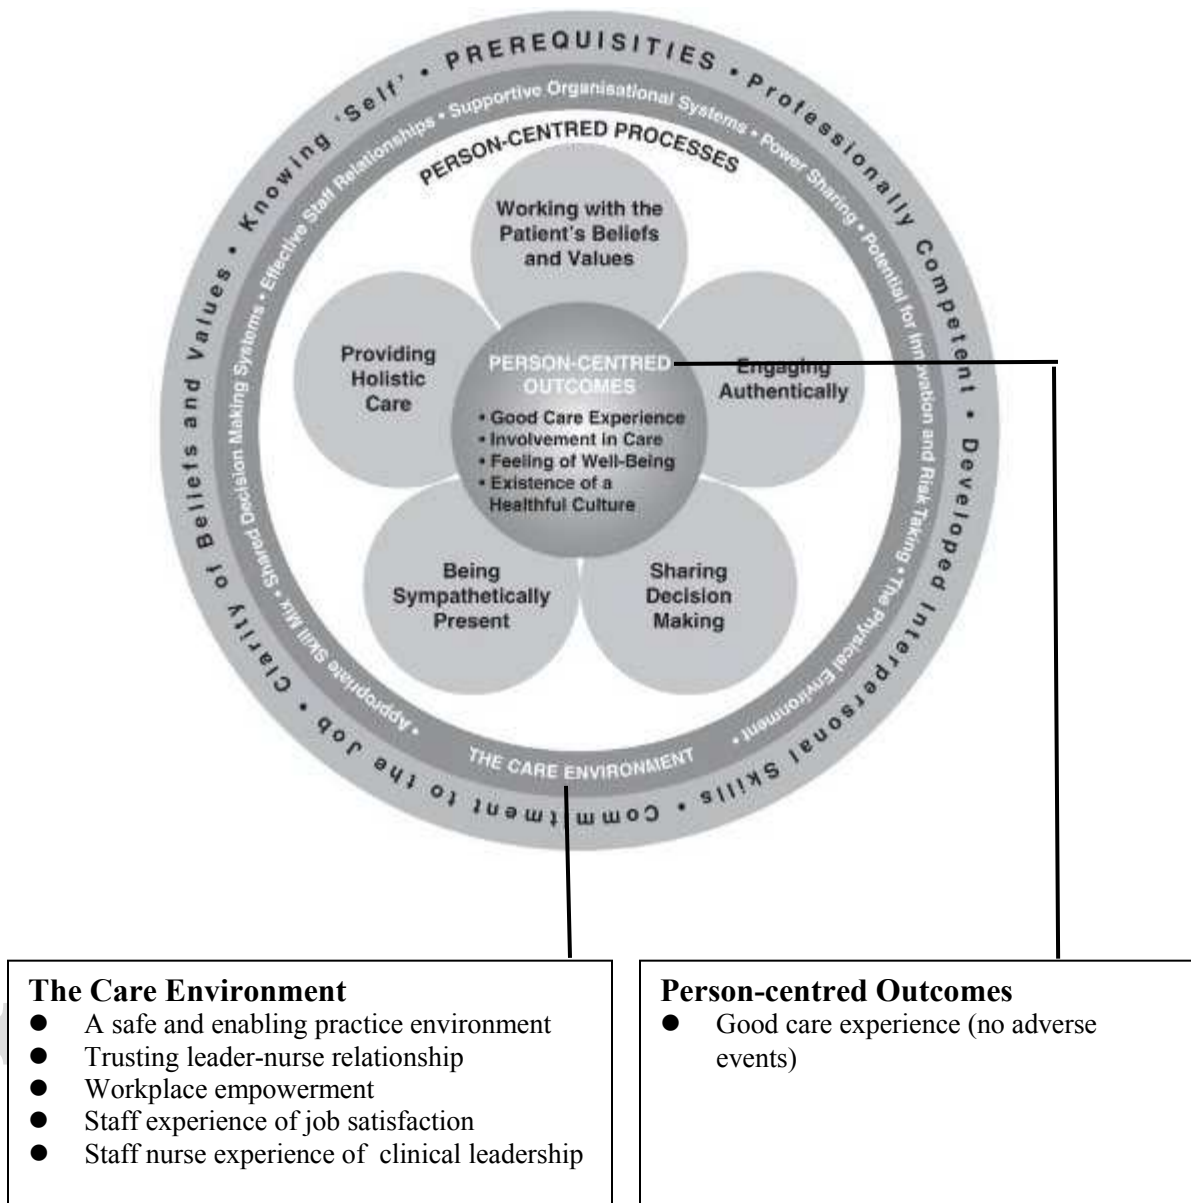 PREREQUISITIES • Professionally Competent • Developed Interpersonal Skills • Commitment to the Job • Clarity of Beliefs and Values • Knowing 'Self' •
Supportive Organisational Systems • Power Sharing • Potential for Innovation and Risk Taking • The Physical Environment •
THE CARE ENVIRONMENT
• Appropriate Skill Mix • Shared Decision Making Systems • Effective Staff Relationships •
PERSON-CENTRED PROCESSES
Working with the
Patient's Beliefs
and Values
Providing
Holistic
Care
Engaging
Authentically
PERSON-CENTRED
OUTCOMES
• Good Care Experience
• Involvement in Care
• Feeling of Well-Being
• Existence of a
Healthful Culture
Being
Sympathetically
Present
Sharing
Decision
Making
The Care Environment
● A safe and enabling practice environment
● Trusting leader-nurse relationship
● Workplace empowerment
● Staff experience of job satisfaction
● Staff nurse experience of clinical leadership
Person-centred Outcomes
● Good care experience (no adverse
events)